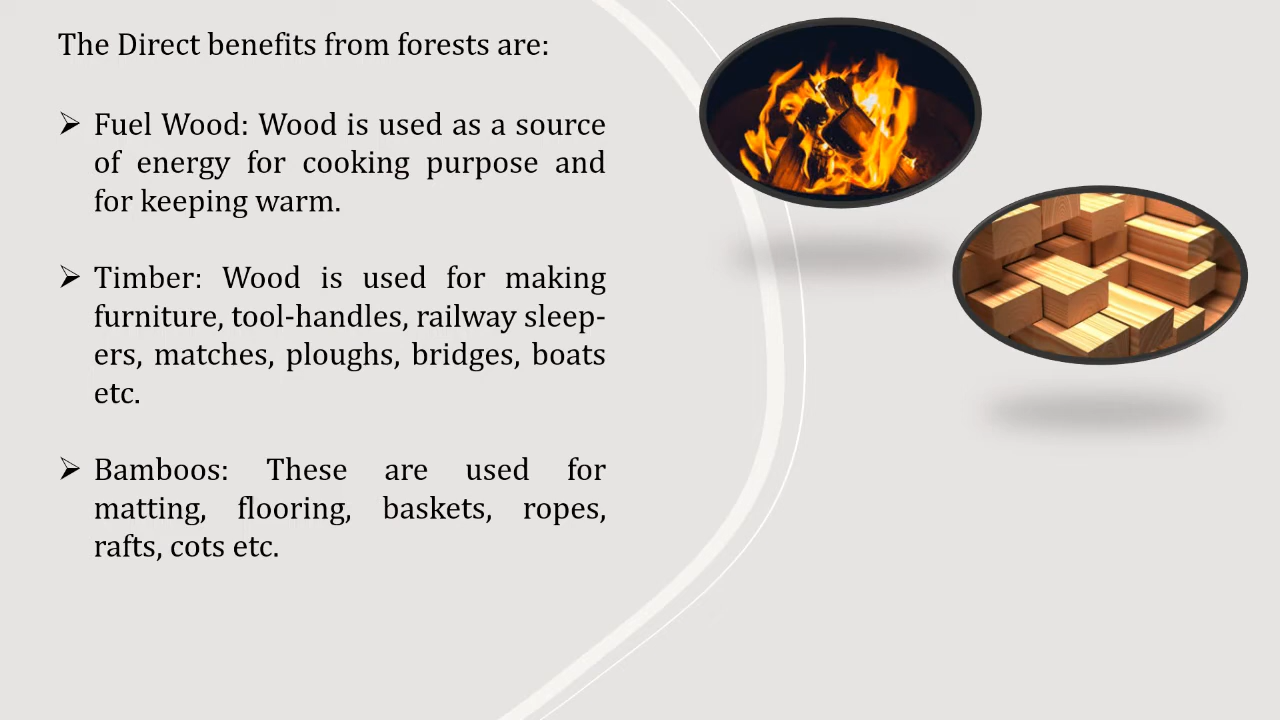 The Direct benefits from forests are:
➢ Fuel Wood: Wood is used as a source
of energy for cooking purpose and
for keeping warm.
➢ Timber: Wood is used for making
furniture, tool-handles, railway sleep-
ers, matches, ploughs, bridges, boats
etc.
➢ Bamboos: These are used for
matting, flooring, baskets, ropes,
rafts, cots etc.